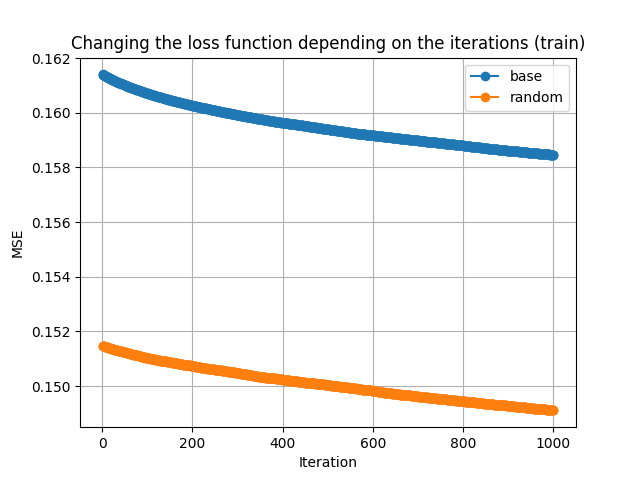 Changing the loss function depending on the iterations (train)
0.162
0.160
0.158
0.156
0.154
0.152
0.150
MSE
base
random
0 200 400 600 800 1000
Iteration